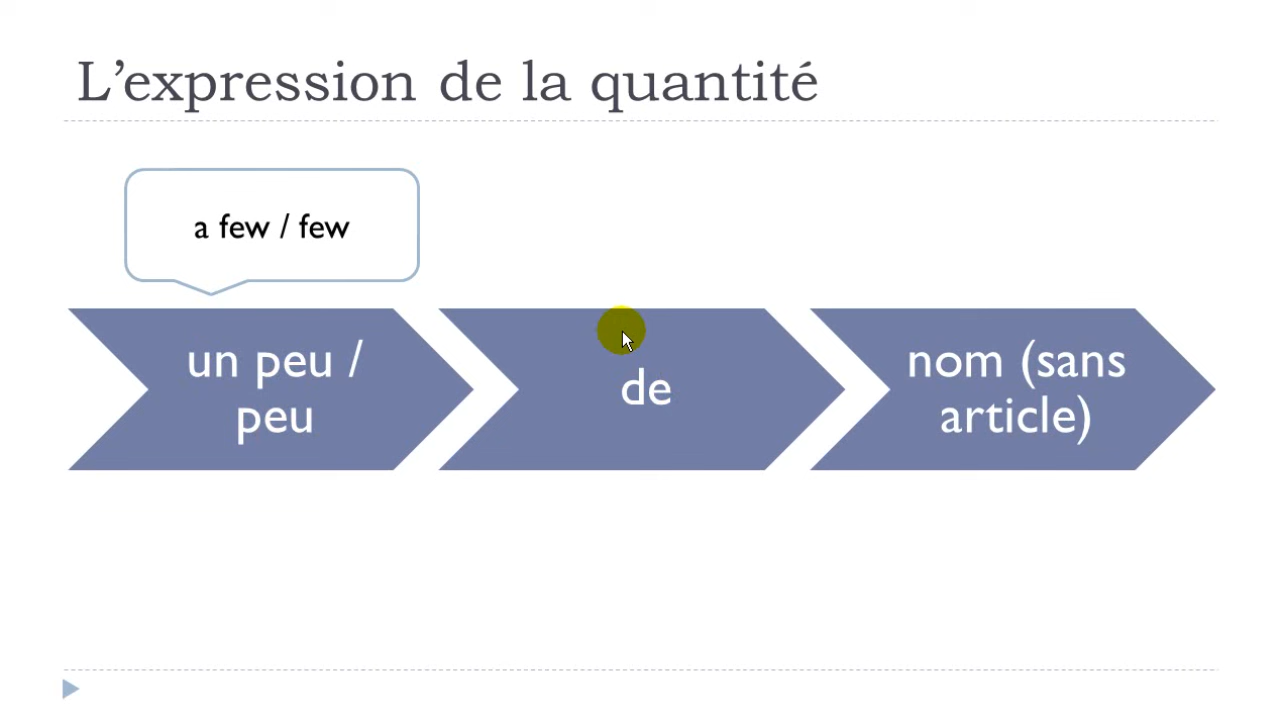 L’expression de la quantité
a few / few
un peu /
peu
de
nom (sans
article)